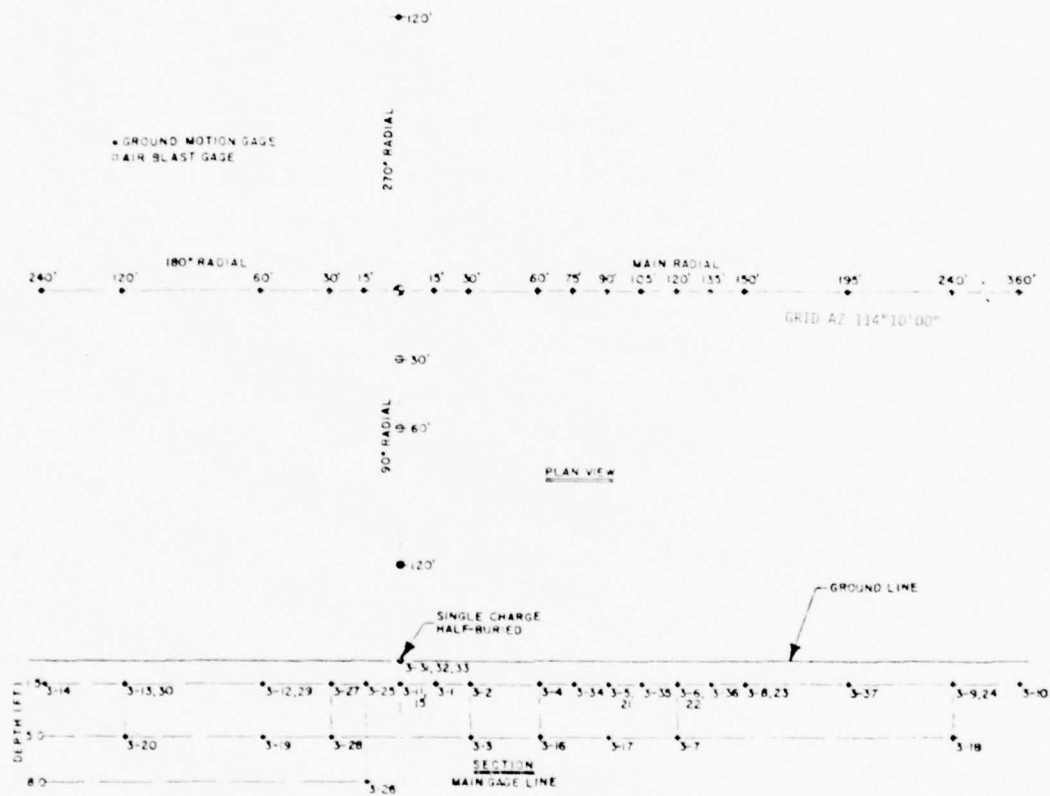 120'
270° RADIAL
• GROUND MOTION GAGE
□ AIR BLAST GAGE
180° RADIAL
MAIN RADIAL
240' 120' 60' 30' 15' 15' 30' 60' 75' 90' 105' 120' 135' 150' 195' 240' 360'
GRID AZ 114°10'00"
30'
90° RADIAL
60'
PLAN VIEW
120'
GROUND LINE
SINGLE CHARGE
HALF-BURIED
3-31,32,33
DEPTH (FT)
1.5 3-14 3-13,30 3-12,29 3-27 3-25 3-11, 3-1 3-2 3-4 3-34 3-5, 3-35 3-6, 3-36 3-8,23 3-37 3-9,24 3-10
15 21 22
5.0 3-20 3-19 3-28 3-3 3-16 3-17 3-7 3-18
SECTION
MAIN GAGE LINE
8.0 3-26